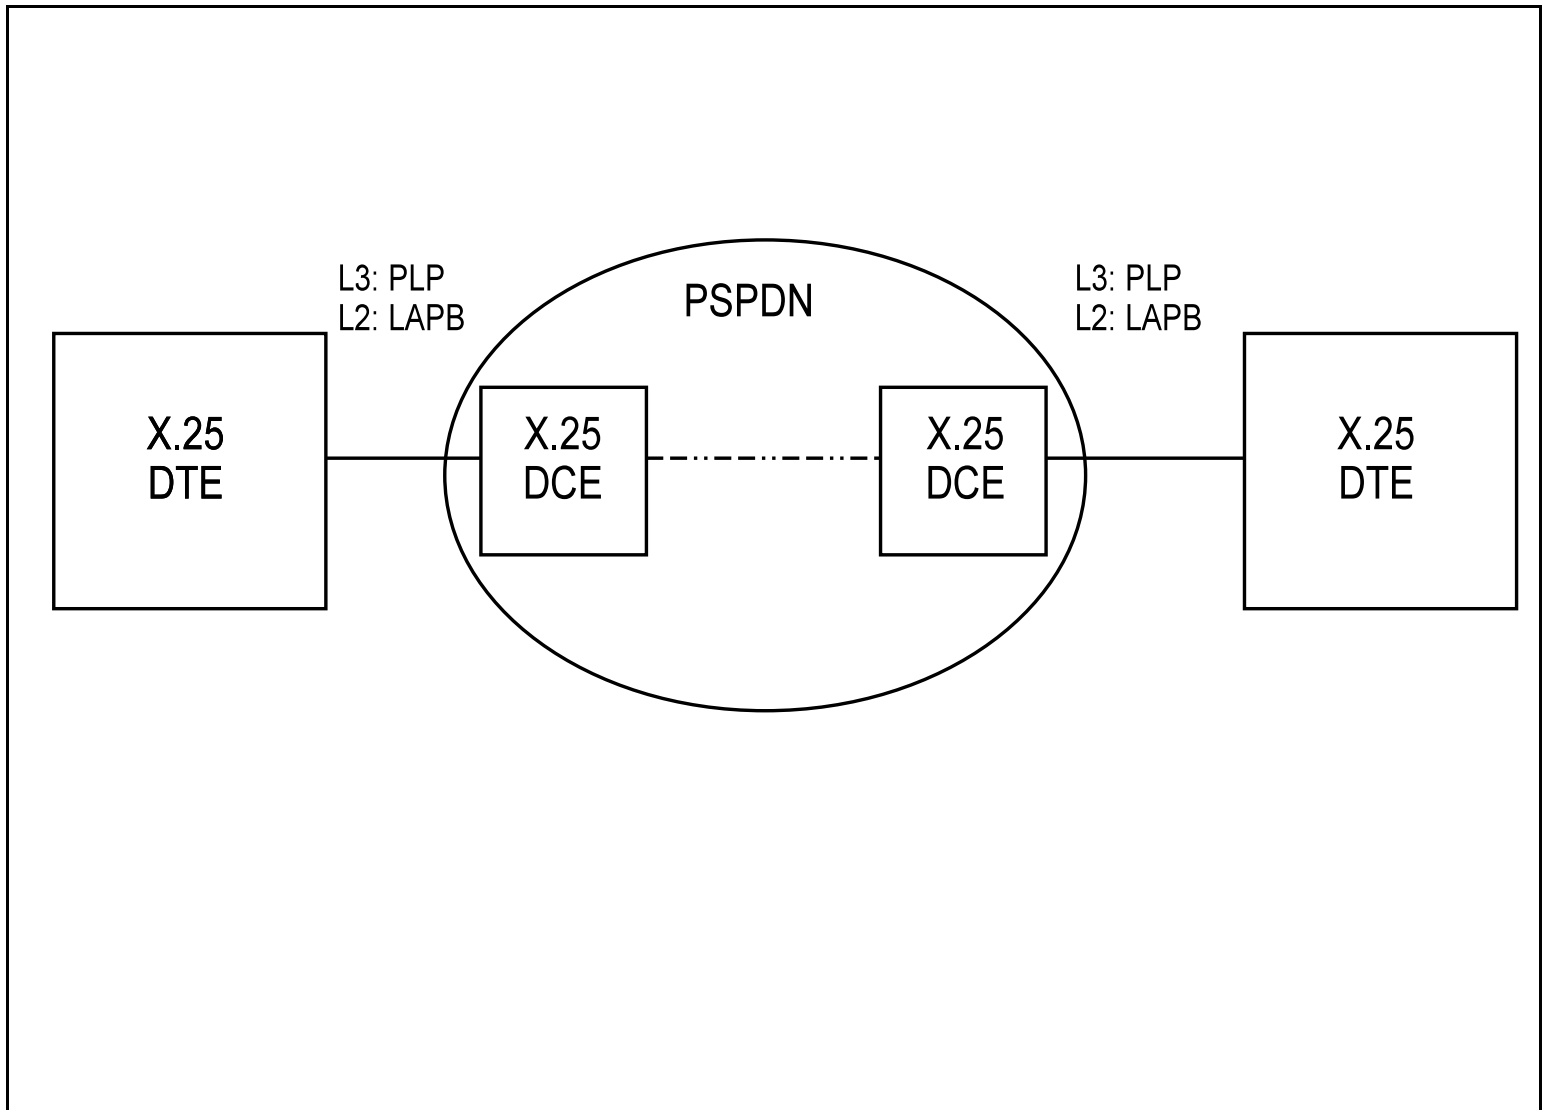 L3: PLP
L2: LAPB
PSPDN
L3: PLP
L2: LAPB
X.25
DTE
X.25
DCE
X.25
DCE
X.25
DTE